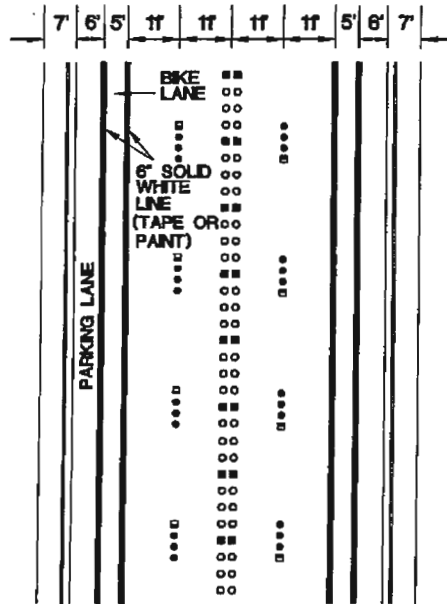 7' 6' 5' 11' 11' 11' 11' 5' 6' 7'
BIKE
LANE
6" SOLID
WHITE
LINE
(TAPE OR
PAINT)
PARKING LANE